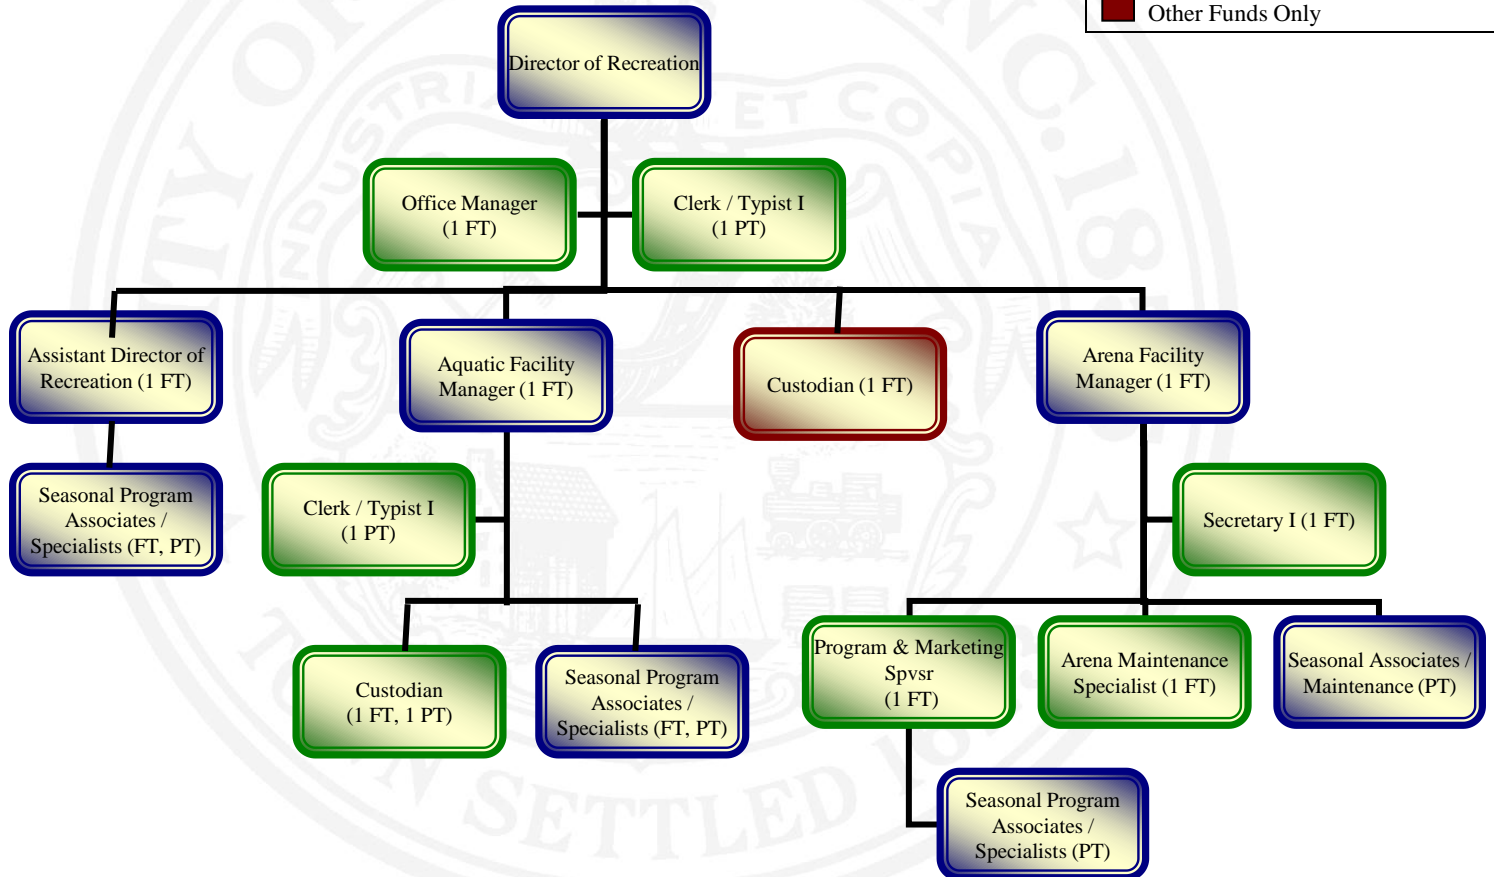 Other Funds Only
Director of Recreation
Office Manager
(1 FT)
Clerk / Typist I
(1 PT)
Assistant Director of
Recreation (1 FT)
Aquatic Facility
Manager (1 FT)
Custodian (1 FT)
Arena Facility
Manager (1 FT)
Seasonal Program
Associates /
Specialists (FT, PT)
Clerk / Typist I
(1 PT)
Secretary I (1 FT)
Custodian
(1 FT, 1 PT)
Seasonal Program
Associates /
Specialists (FT, PT)
Program & Marketing
Spvsr
(1 FT)
Arena Maintenance
Specialist (1 FT)
Seasonal Associates /
Maintenance (PT)
Seasonal Program
Associates /
Specialists (PT)
INDUSTRIA ET COPIA
SETTLED